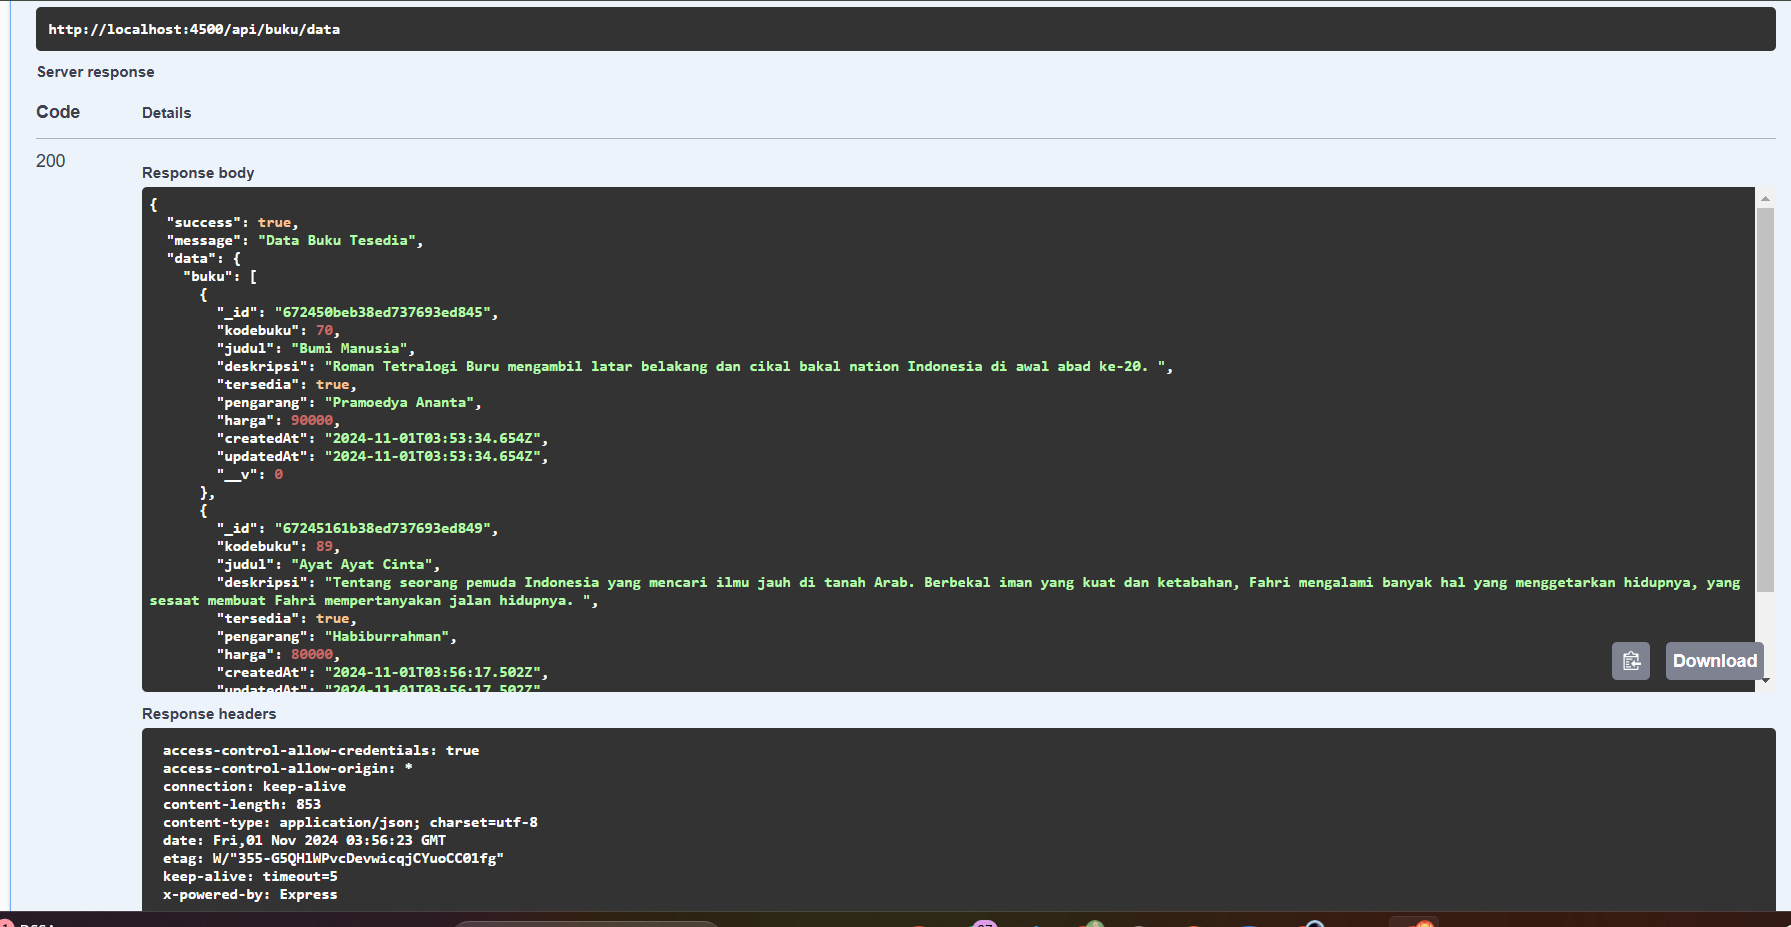 http://localhost:4500/api/buku/data
Server response
Code Details
200
Response body
{
"success": true,
"message": "Data Buku Tesedia",
"data": {
"buku": [
{
"_id": "672450beb38ed737693ed845",
"kodebuku": 70,
"judul": "Bumi Manusia",
"deskripsi": "Roman Tetralogi Buru mengambil latar belakang dan cikal bakal nation Indonesia di awal abad ke-20. ",
"tersedia": true,
"pengarang": "Pramoedya Ananta",
"harga": 90000,
"createdAt": "2024-11-01T03:53:34.654Z",
"updatedAt": "2024-11-01T03:53:34.654Z",
"__v": 0
},
{
"_id": "67245161b38ed737693ed849",
"kodebuku": 89,
"judul": "Ayat Ayat Cinta",
"deskripsi": "Tentang seorang pemuda Indonesia yang mencari ilmu jauh di tanah Arab. Berbekal iman yang kuat dan ketabahan, Fahri mengalami banyak hal yang menggetarkan hidupnya, yang
sesaat membuat Fahri mempertanyakan jalan hidupnya. ",
"tersedia": true,
"pengarang": "Habiburrahman",
"harga": 80000,
"createdAt": "2024-11-01T03:56:17.502Z",
"updatedAt": "2024-11-01T03:56:17.502Z"
Download
Response headers
access-control-allow-credentials: true
access-control-allow-origin: *
connection: keep-alive
content-length: 853
content-type: application/json; charset=utf-8
date: Fri,01 Nov 2024 03:56:23 GMT
etag: W/"355-G5QHlWPvcDevwicqjCYuoCC01fg"
keep-alive: timeout=5
x-powered-by: Express